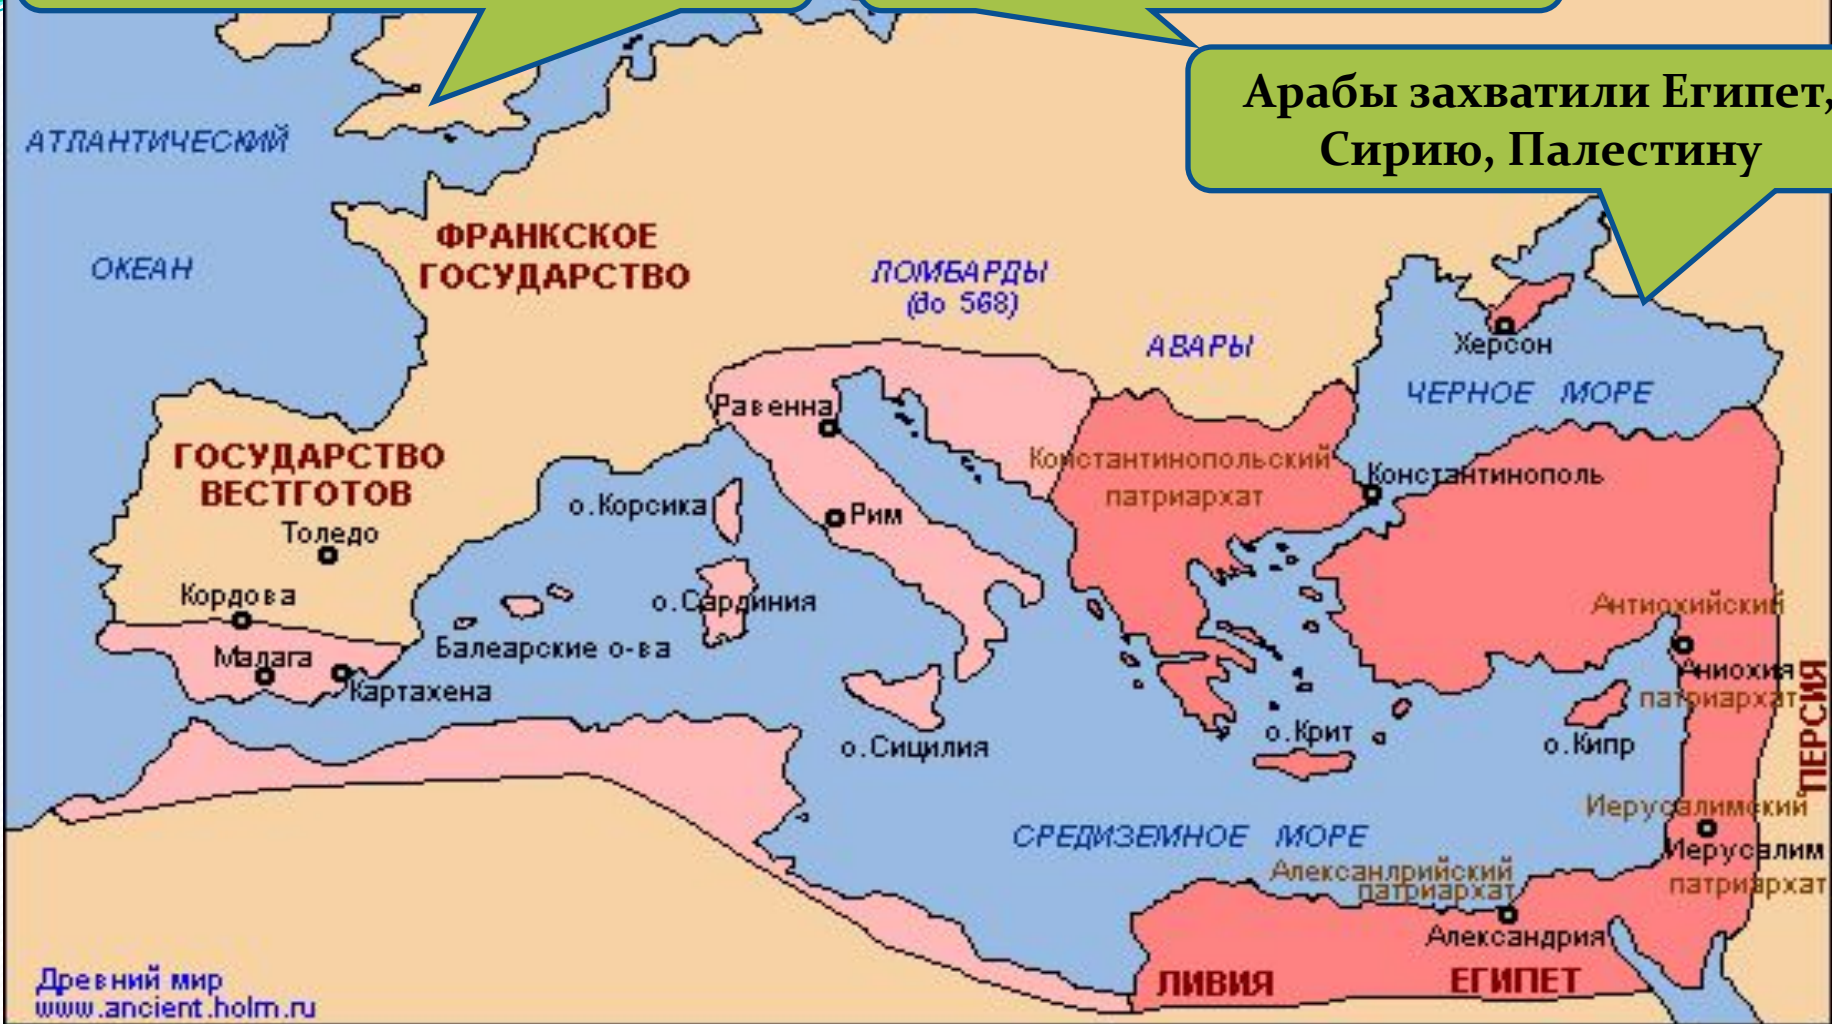 Арабы захватили Египет,
Сирию, Палестину
АТЛАНТИЧЕСКИЙ
ОКЕАН
ФРАНКСКОЕ
ГОСУДАРСТВО
ЛОМБАРДЫ
(до 568)
АВАРЫ
Херсон
ЧЕРНОЕ МОРЕ
Равенна
ГОСУДАРСТВО
ВЕСТГОТОВ
Толедо
Константинопольский
патриархат
Константинополь
о.Корсика
Рим
Кордова
о.Сардиния
Антиохийский
Малага
Балеарские о-ва
Картахена
Аниохия
патриархат
ПЕРСИЯ
о.Сицилия
о.Крит
о.Кипр
Иерусалимский
СРЕДИЗЕМНОЕ МОРЕ
Иерусалим
патриархат
Александрийский
патриархат
Александрия
ЛИВИЯ
ЕГИПЕТ
Древний мир
www.ancient.holm.ru